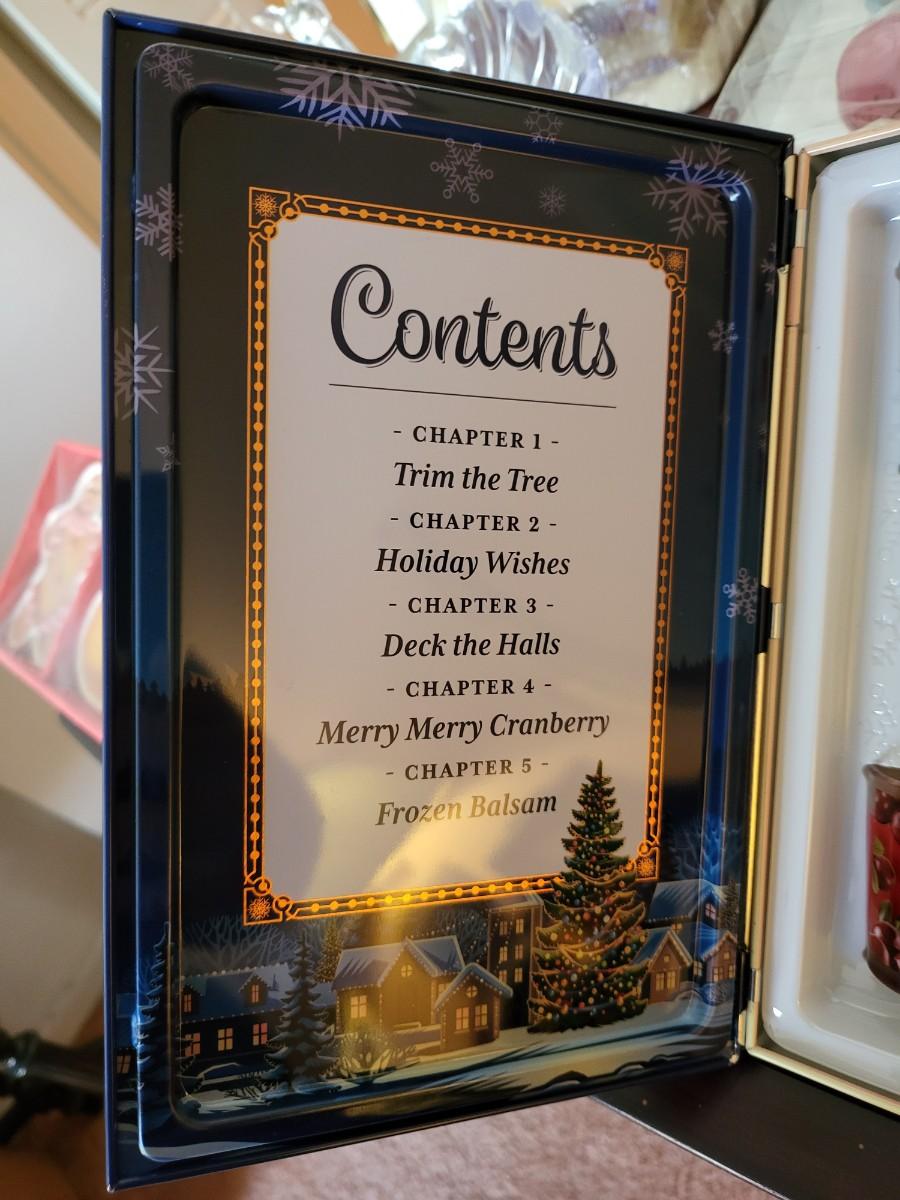 Contents
- CHAPTER 1 -
Trim the Tree
- CHAPTER 2 -
Holiday Wishes
- CHAPTER 3 -
Deck the Halls
- CHAPTER 4 -
Merry Merry Cranberry
- CHAPTER 5 -
Frozen Balsam